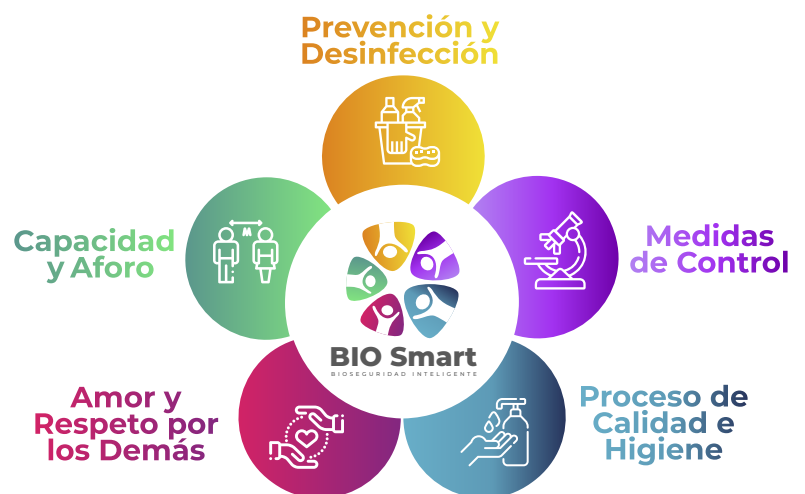 Prevención y
Desinfección
Capacidad
y Aforo
Medidas
de Control
BIO Smart
BIOSEGURIDAD INTELIGENTE
Amor y
Respeto por
los Demás
Proceso de
Calidad e
Higiene